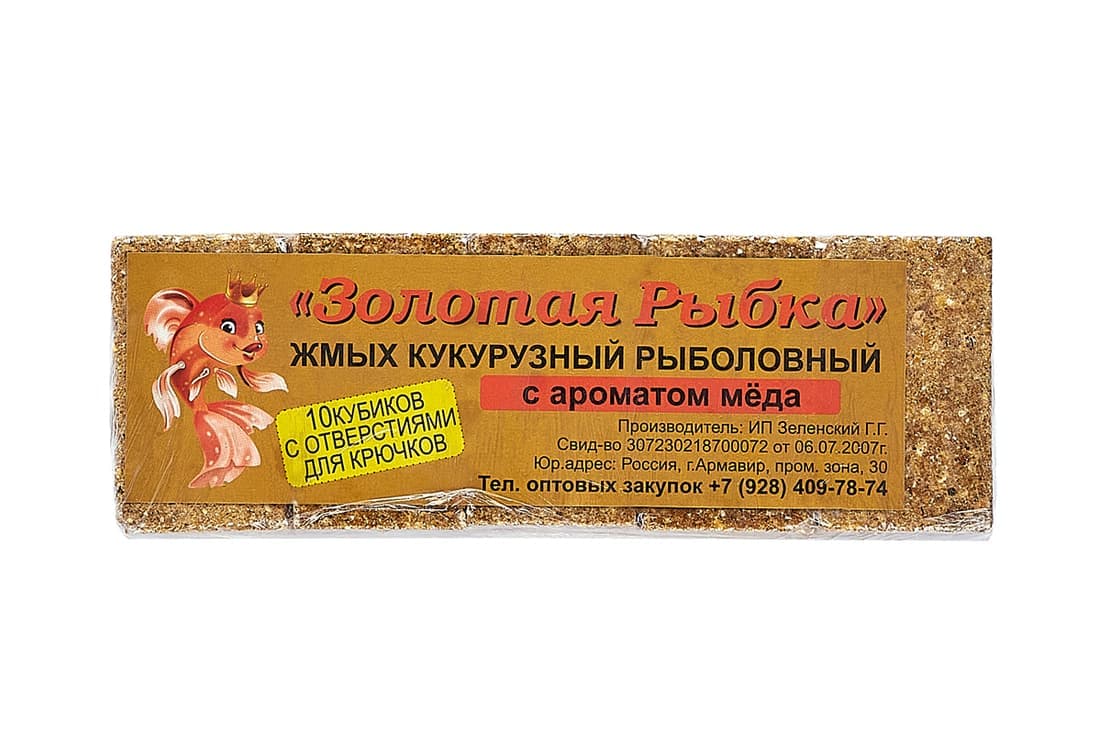 «Золотая Рыбка»
ЖМЫХ КУКУРУЗНЫЙ РЫБОЛОВНЫЙ
с ароматом мёда
10КУБИКОВ
С ОТВЕРСТИЯМИ
ДЛЯ КРЮЧКОВ
Производитель: ИП Зеленский Г.Г.
Свид-во 307230218700072 от 06.07.2007г.
Юр.адрес: Россия, г.Армавир, пром. зона, 30
Тел. оптовых закупок +7 (928) 409-78-74